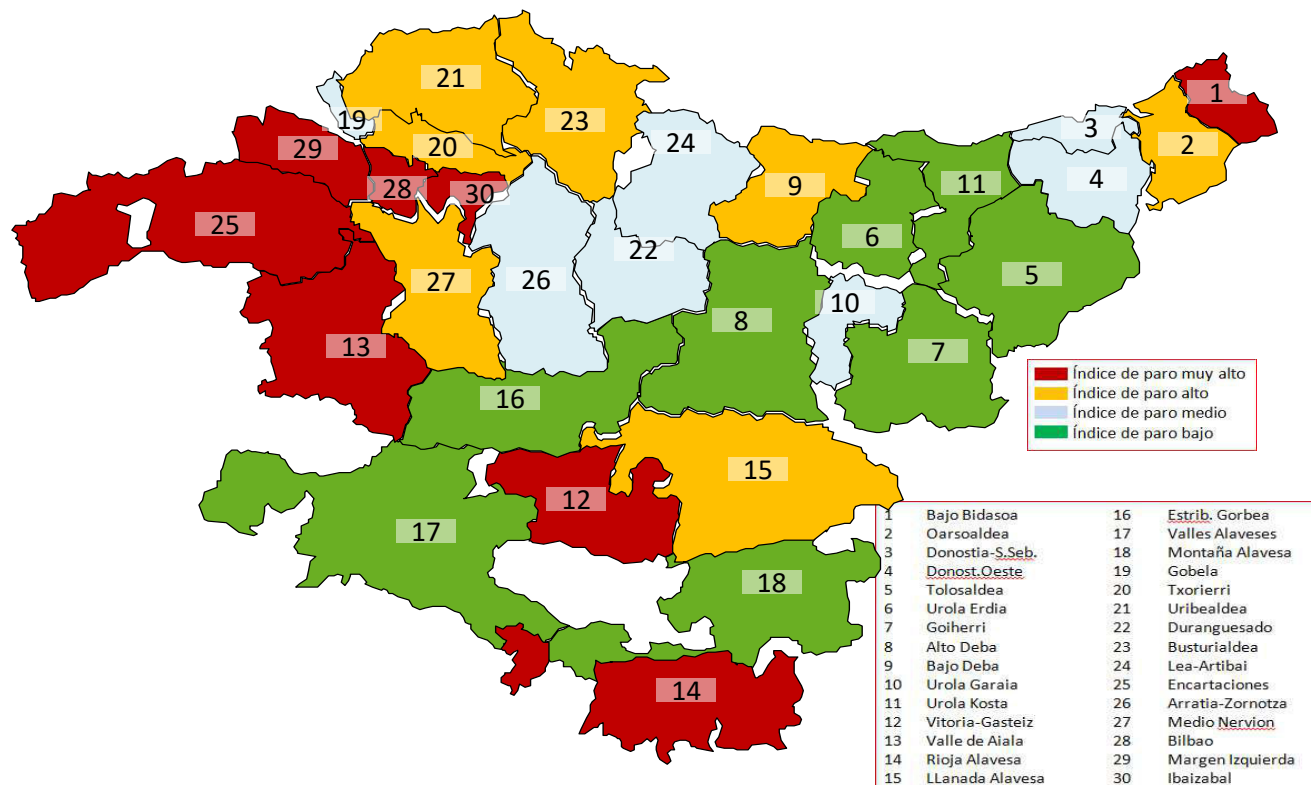 21
1
23
19
3
24
20
2
29
9
11
4
28
30
6
25
22
5
27
26
10
8
7
13
Índice de paro muy alto
Índice de paro alto
16
Índice de paro medio
Índice de paro bajo
15
12
17
1 Bajo Bidasoa 16 Estrib. Gorbea
2 Oarsoaldea 17 Valles Alaveses
3 Donostia-S.Seb. 18 Montaña Alavesa
4 Donost.Oeste 19 Gobela
5 Tolosaldea 20 Txorierri
18
6 Urola Erdia 21 Uribealdea
7 Goiherri 22 Duranguesado
8 Alto Deba 23 Busturialdea
9 Bajo Deba 24 Lea-Artibai
10 Urola Garaia 25 Encartaciones
14
11 Urola Kosta 26 Arratia-Zornotza
12 Vitoria-Gasteiz 27 Medio Nervion
13 Valle de Aiala 28 Bilbao
14 Rioja Alavesa 29 Margen Izquierda
15 LLanada Alavesa 30 Ibaizabal